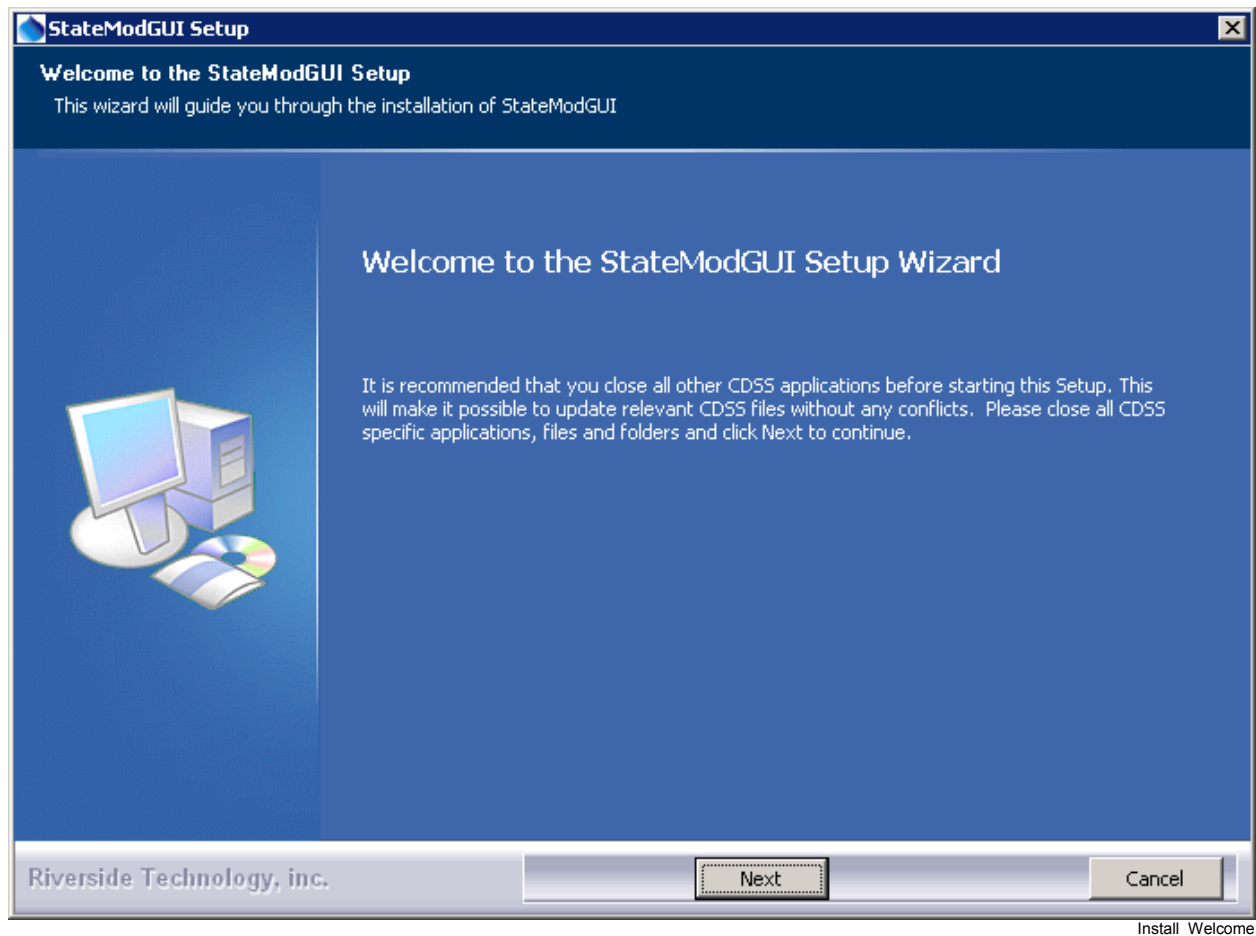 StateModGUI Setup
Welcome to the StateModGUI Setup
This wizard will guide you through the installation of StateModGUI
Welcome to the StateModGUI Setup Wizard
It is recommended that you close all other CDSS applications before starting this Setup. This
will make it possible to update relevant CDSS files without any conflicts.  Please close all CDSS
specific applications, files and folders and click Next to continue.
Riverside Technology, inc.
Next
Cancel
Install_Welcome